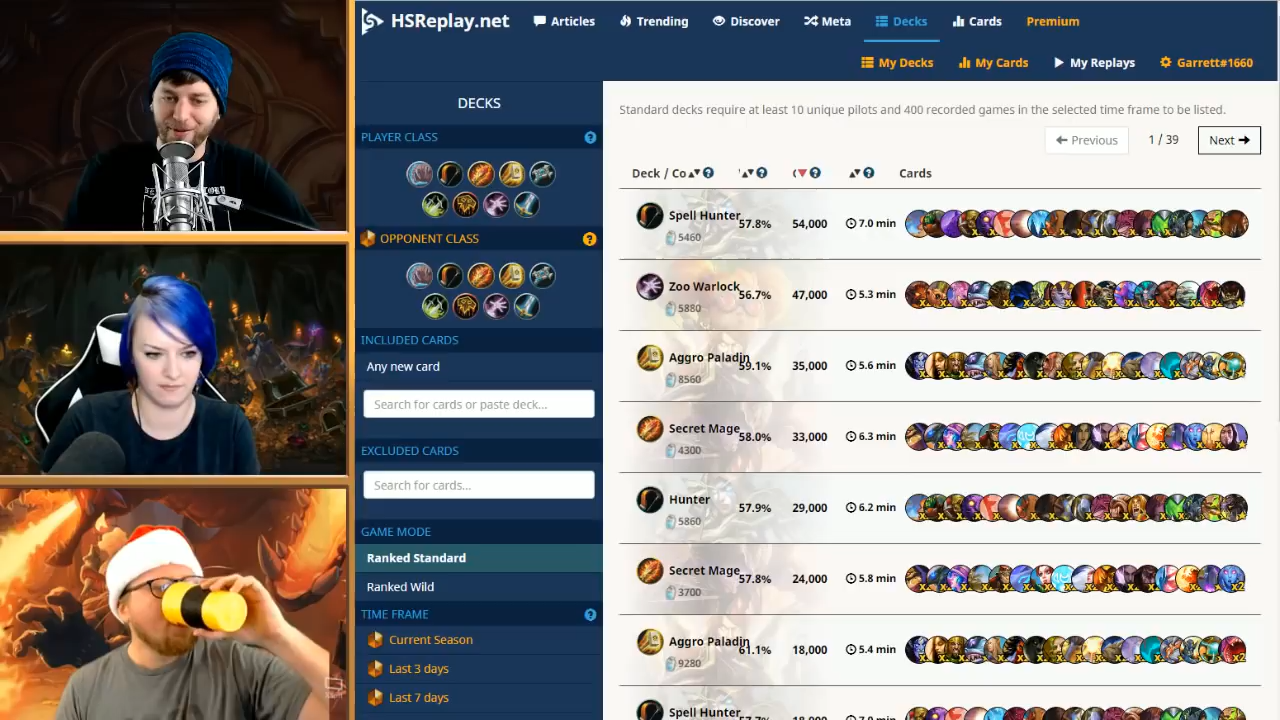 HSReplay.net Articles Trending Discover Meta Decks Cards Premium
My Decks My Cards My Replays Garrett#1660
DECKS
PLAYER CLASS
OPPONENT CLASS
INCLUDED CARDS
Any new card
Search for cards or paste deck...
EXCLUDED CARDS
Search for cards...
GAME MODE
Ranked Standard
Ranked Wild
TIME FRAME
Current Season
Last 3 days
Last 7 days
Standard decks require at least 10 unique pilots and 400 recorded games in the selected time frame to be listed.
Previous 1 / 39 Next
Deck / Co Cards
Spell Hunter 57.8% 54,000 7.0 min
5460
Zoo Warlock 56.7% 47,000 5.3 min
5880
Aggro Paladin 59.1% 35,000 5.6 min
8560
Secret Mage 58.0% 33,000 6.3 min
4300
Hunter 57.9% 29,000 6.2 min
5860
Secret Mage 57.8% 24,000 5.8 min
3700
Aggro Paladin 61.1% 18,000 5.4 min
9280
Spell Hunter